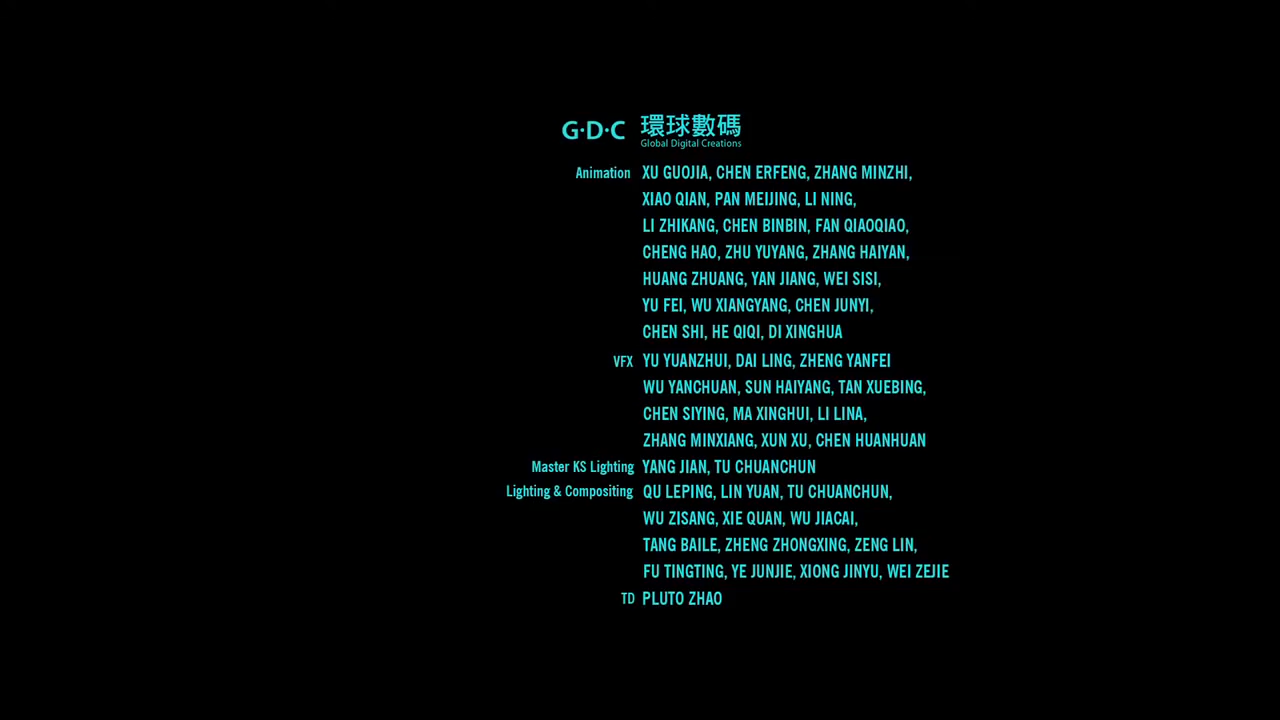 G·D·C 環球數碼
Global Digital Creations
Animation XU GUOJIA, CHEN ERFENG, ZHANG MINZHI,
XIAO QIAN, PAN MEIJING, LI NING,
LI ZHIKANG, CHEN BINBIN, FAN QIAOQIAO,
CHENG HAO, ZHU YUYANG, ZHANG HAIYAN,
HUANG ZHUANG, YAN JIANG, WEI SISI,
YU FEI, WU XIANGYANG, CHEN JUNYI,
CHEN SHI, HE QIQI, DI XINGHUA
VFX YU YUANZHUI, DAI LING, ZHENG YANFEI
WU YANCHUAN, SUN HAIYANG, TAN XUEBING,
CHEN SIYING, MA XINGHUI, LI LINA,
ZHANG MINXIANG, XUN XU, CHEN HUANHUAN
Master KS Lighting YANG JIAN, TU CHUANCHUN
Lighting & Compositing QU LEPING, LIN YUAN, TU CHUANCHUN,
WU ZISANG, XIE QUAN, WU JIACAI,
TANG BAILE, ZHENG ZHONGXING, ZENG LIN,
FU TINGTING, YE JUNJIE, XIONG JINYU, WEI ZEJIE
TD PLUTO ZHAO